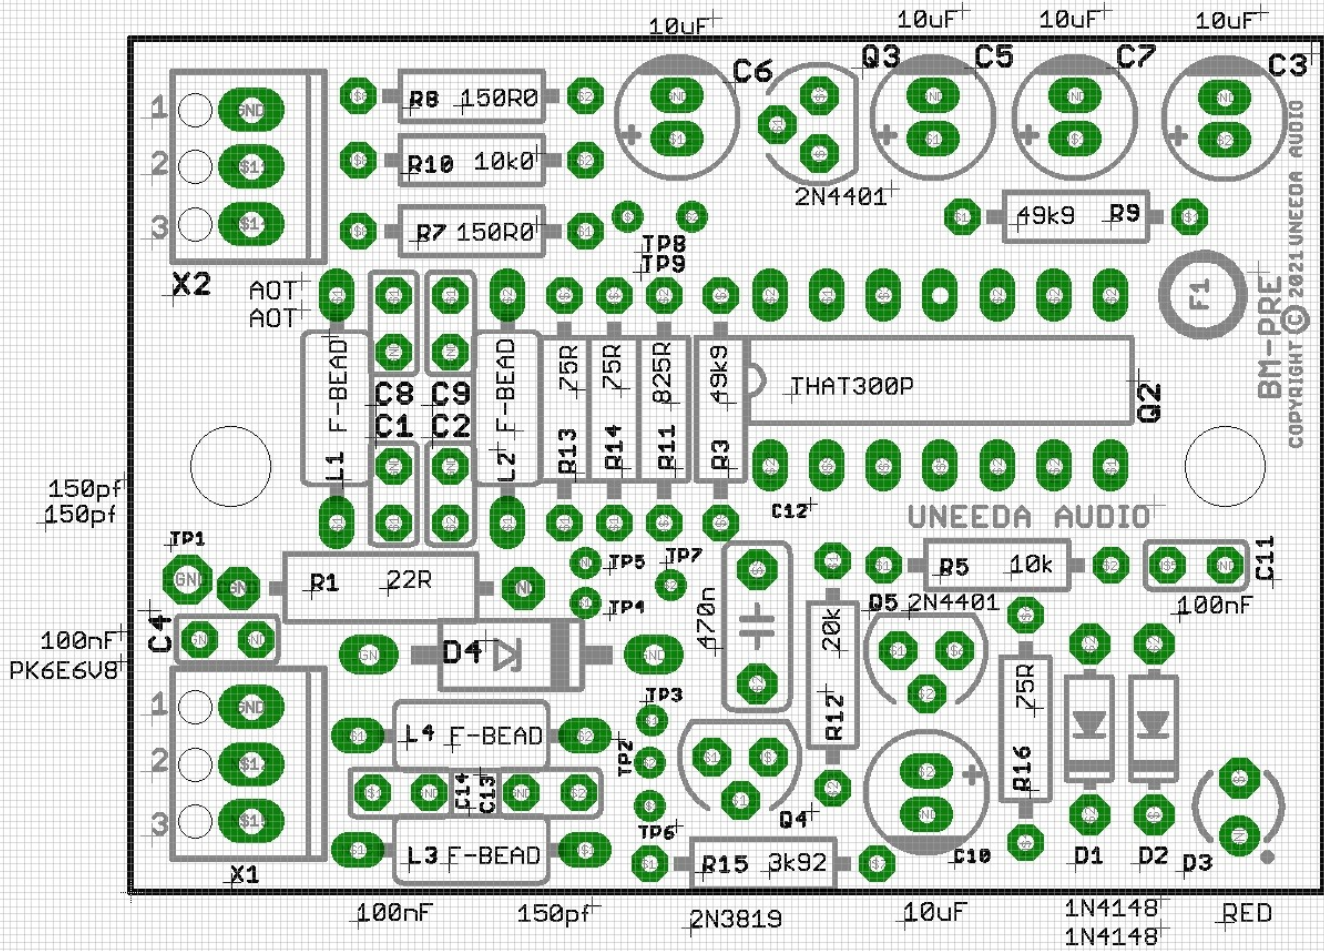 10uF 10uF 10uF 10uF
C6 Q3 C5 C7 C3
1 R8 150R0
2 R10 10k0
3 R7 150R0
X2
2N4401
49k9 R9
TP8
TP9
AOT
AOT
F1
BM-PRE
COPYRIGHT © 2021 UNEEDA AUDIO
L1 F-BEAD
C8 C9
C1 C2
L2 F-BEAD
R13 75R
R14 75R
R11 825R
R3 49k9
THAT300P
Q2
150pf
150pf
C12
UNEEDA AUDIO
TP1
R1 22R
TP5 TP7
TP4
470n
R5 10k
C11
100nF
Q5 2N4401
20k
R12
C4
100nF
PK6E6V8
D4
75R
R16
1
2
3
X1
TP3
TP2
TP6
L4 F-BEAD
C14
C13
L3 F-BEAD
Q4
R15 3k92
C10
D1 D2 D3
100nF 150pf 2N3819 10uF 1N4148 RED
1N4148